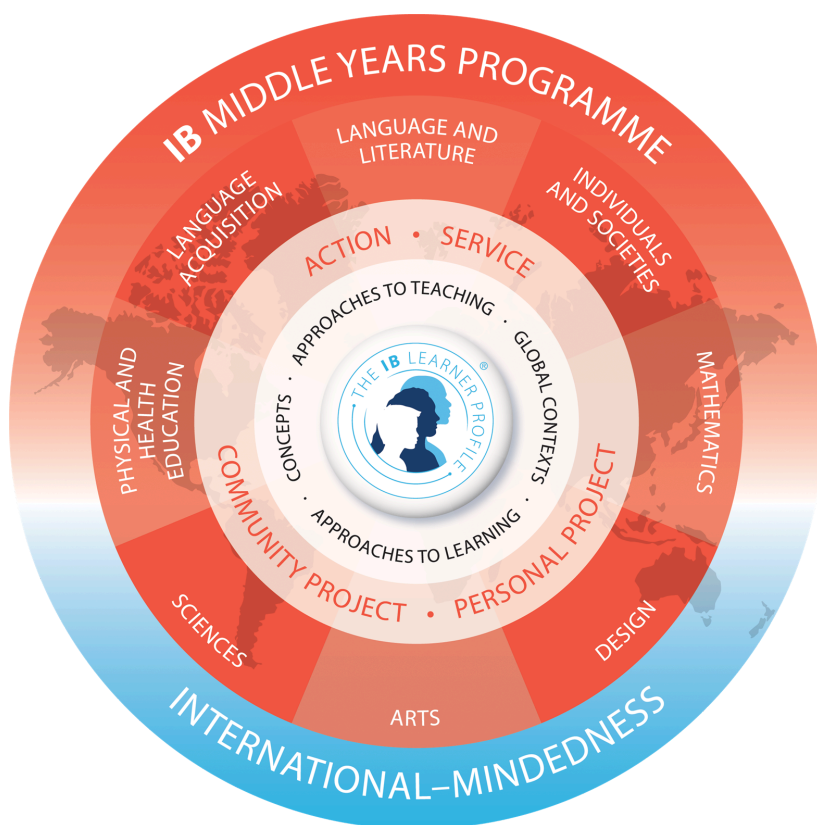 IB MIDDLE YEARS PROGRAMME
LANGUAGE AND
LITERATURE
INDIVIDUALS
AND SOCIETIES
MATHEMATICS
DESIGN
ARTS
SCIENCES
PHYSICAL AND
HEALTH
EDUCATION
LANGUAGE
ACQUISITION
ACTION • SERVICE
PERSONAL PROJECT
•
COMMUNITY PROJECT
APPROACHES TO TEACHING
·
GLOBAL CONTEXTS
·
APPROACHES TO LEARNING
·
CONCEPTS
·
• THE IB LEARNER PROFILE •
®
INTERNATIONAL–MINDEDNESS